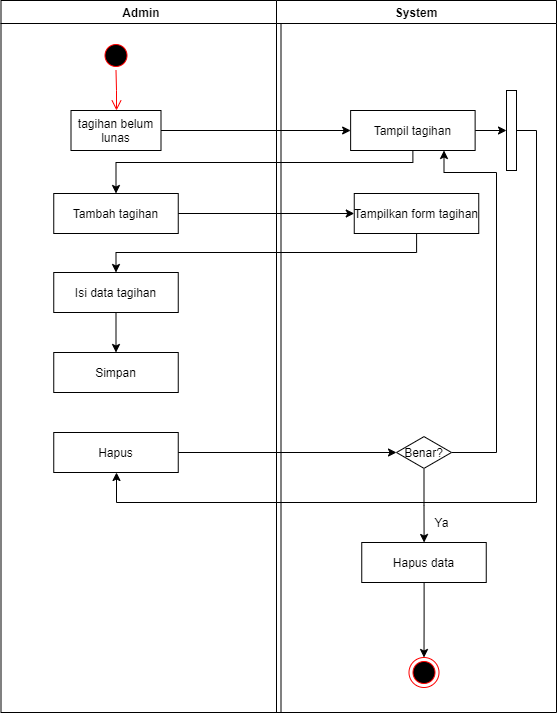 Admin
System
tagihan belum
lunas
Tampil tagihan
Tambah tagihan
Tampilkan form tagihan
Isi data tagihan
Simpan
Hapus
Benar?
Ya
Hapus data